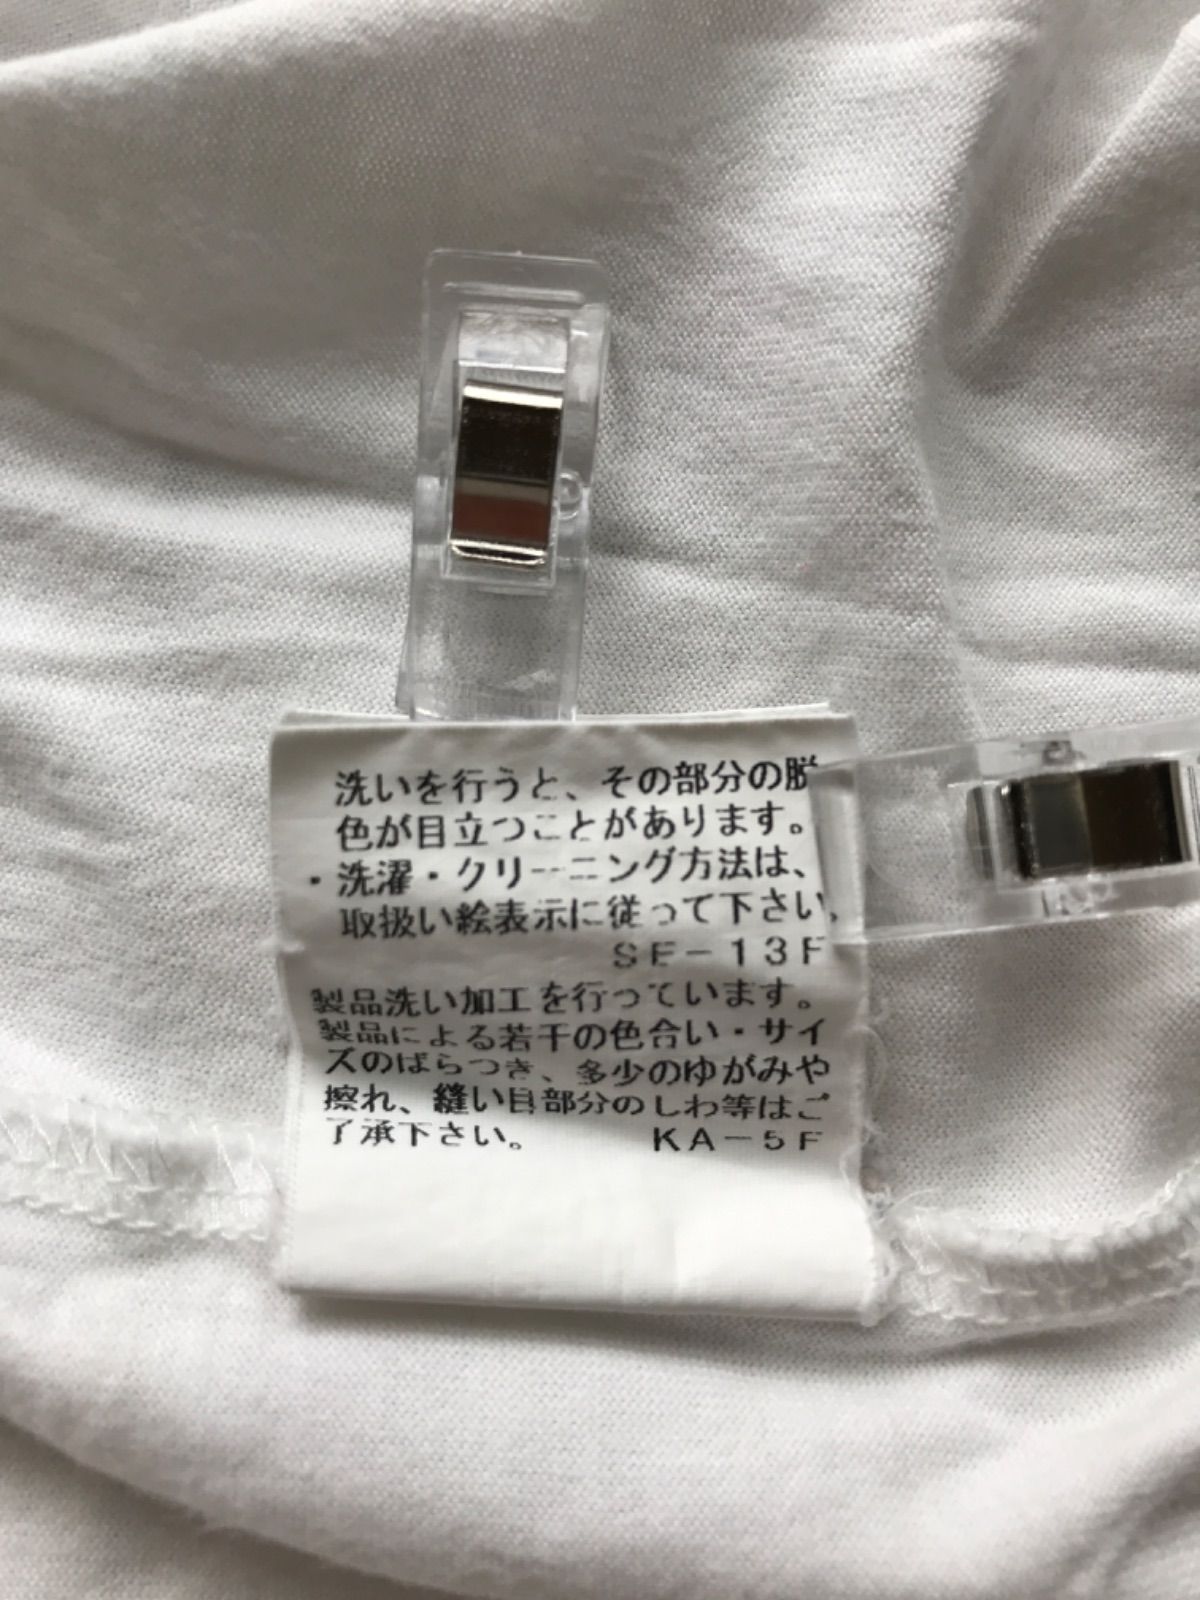 洗いを行うと、その部分の脱
色が目立つことがあります。
・洗濯・クリーニング方法は、
取扱い絵表示に従って下さい。
SE-13F
製品洗い加工を行っています。
製品による若干の色合い・サイ
ズのばらつき、多少のゆがみや
擦れ、縫い目部分のしわ等はご
了承下さい。 KA-5F